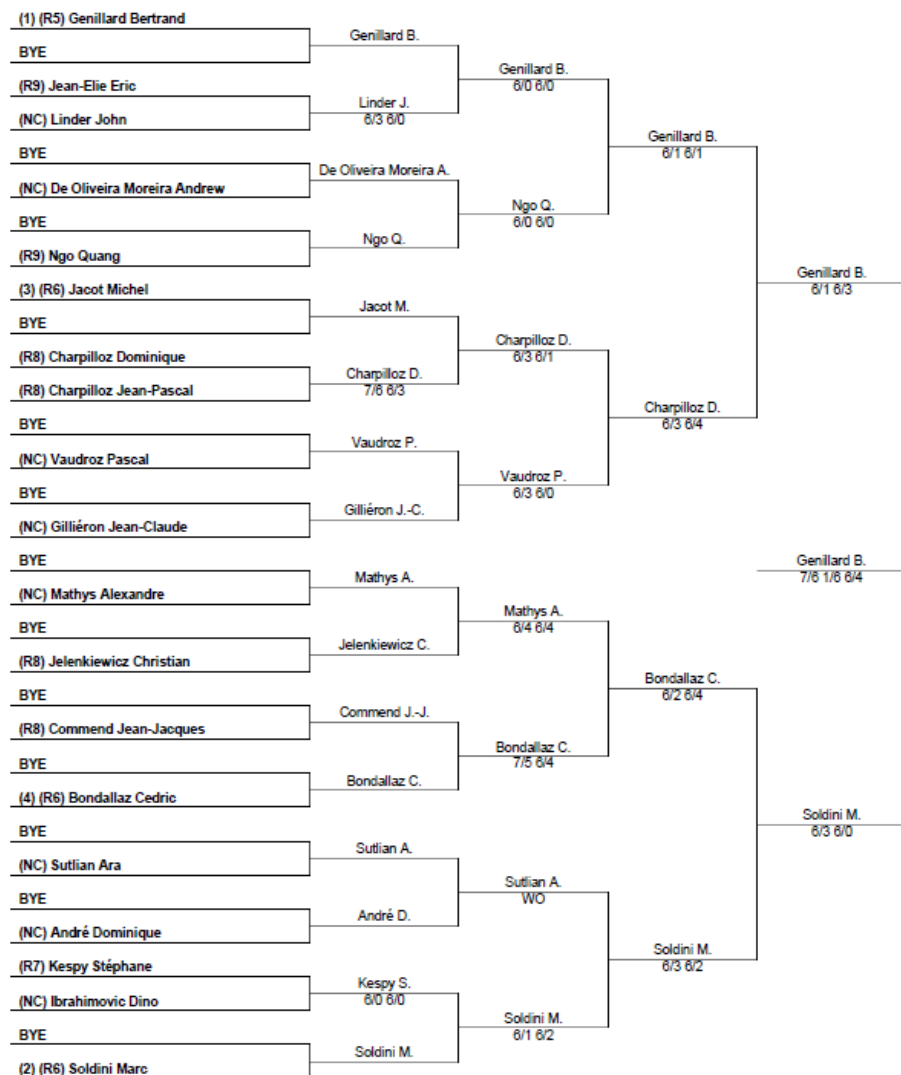 (1) (R5) Genillard Bertrand
BYE
(R9) Jean-Elie Eric
(NC) Linder John
BYE
(NC) De Oliveira Moreira Andrew
BYE
(R9) Ngo Quang
(3) (R6) Jacot Michel
BYE
(R8) Charpilloz Dominique
(R8) Charpilloz Jean-Pascal
BYE
(NC) Vaudroz Pascal
BYE
(NC) Gilliéron Jean-Claude
BYE
(NC) Mathys Alexandre
BYE
(R8) Jelenkiewicz Christian
BYE
(R8) Commend Jean-Jacques
BYE
(4) (R6) Bondallaz Cedric
BYE
(NC) Sutlian Ara
BYE
(NC) André Dominique
(R7) Kespy Stéphane
(NC) Ibrahimovic Dino
BYE
(2) (R6) Soldini Marc
Genillard B.
Linder J.
6/3 6/0
De Oliveira Moreira A.
Ngo Q.
Jacot M.
Charpilloz D.
7/6 6/3
Vaudroz P.
Gilliéron J.-C.
Mathys A.
Jelenkiewicz C.
Commend J.-J.
Bondallaz C.
Sutlian A.
André D.
Kespy S.
6/0 6/0
Soldini M.
Genillard B.
6/0 6/0
Ngo Q.
6/0 6/0
Charpilloz D.
6/3 6/1
Vaudroz P.
6/3 6/0
Mathys A.
6/4 6/4
Bondallaz C.
7/5 6/4
Sutlian A.
WO
Soldini M.
6/1 6/2
Genillard B.
6/1 6/1
Charpilloz D.
6/3 6/4
Bondallaz C.
6/2 6/4
Soldini M.
6/3 6/2
Genillard B.
6/1 6/3
Genillard B.
7/6 1/6 6/4
Soldini M.
6/3 6/0